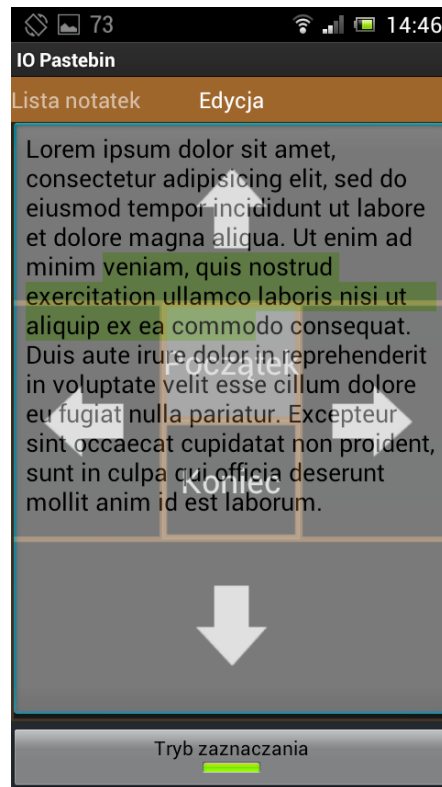 73 14:46
IO Pastebin
Lista notatek Edycja
Lorem ipsum dolor sit amet,
consectetur adipisicing elit, sed do
eiusmod tempor incididunt ut labore
et dolore magna aliqua. Ut enim ad
minim veniam, quis nostrud
exercitation ullamco laboris nisi ut
aliquip ex ea commodo consequat.
Duis aute irure dolor in reprehenderit
Początek
in voluptate velit esse cillum dolore
eu fugiat nulla pariatur. Excepteur
sint occaecat cupidatat non proident,
sunt in culpa qui officia deserunt
Koniec
mollit anim id est laborum.
Tryb zaznaczania